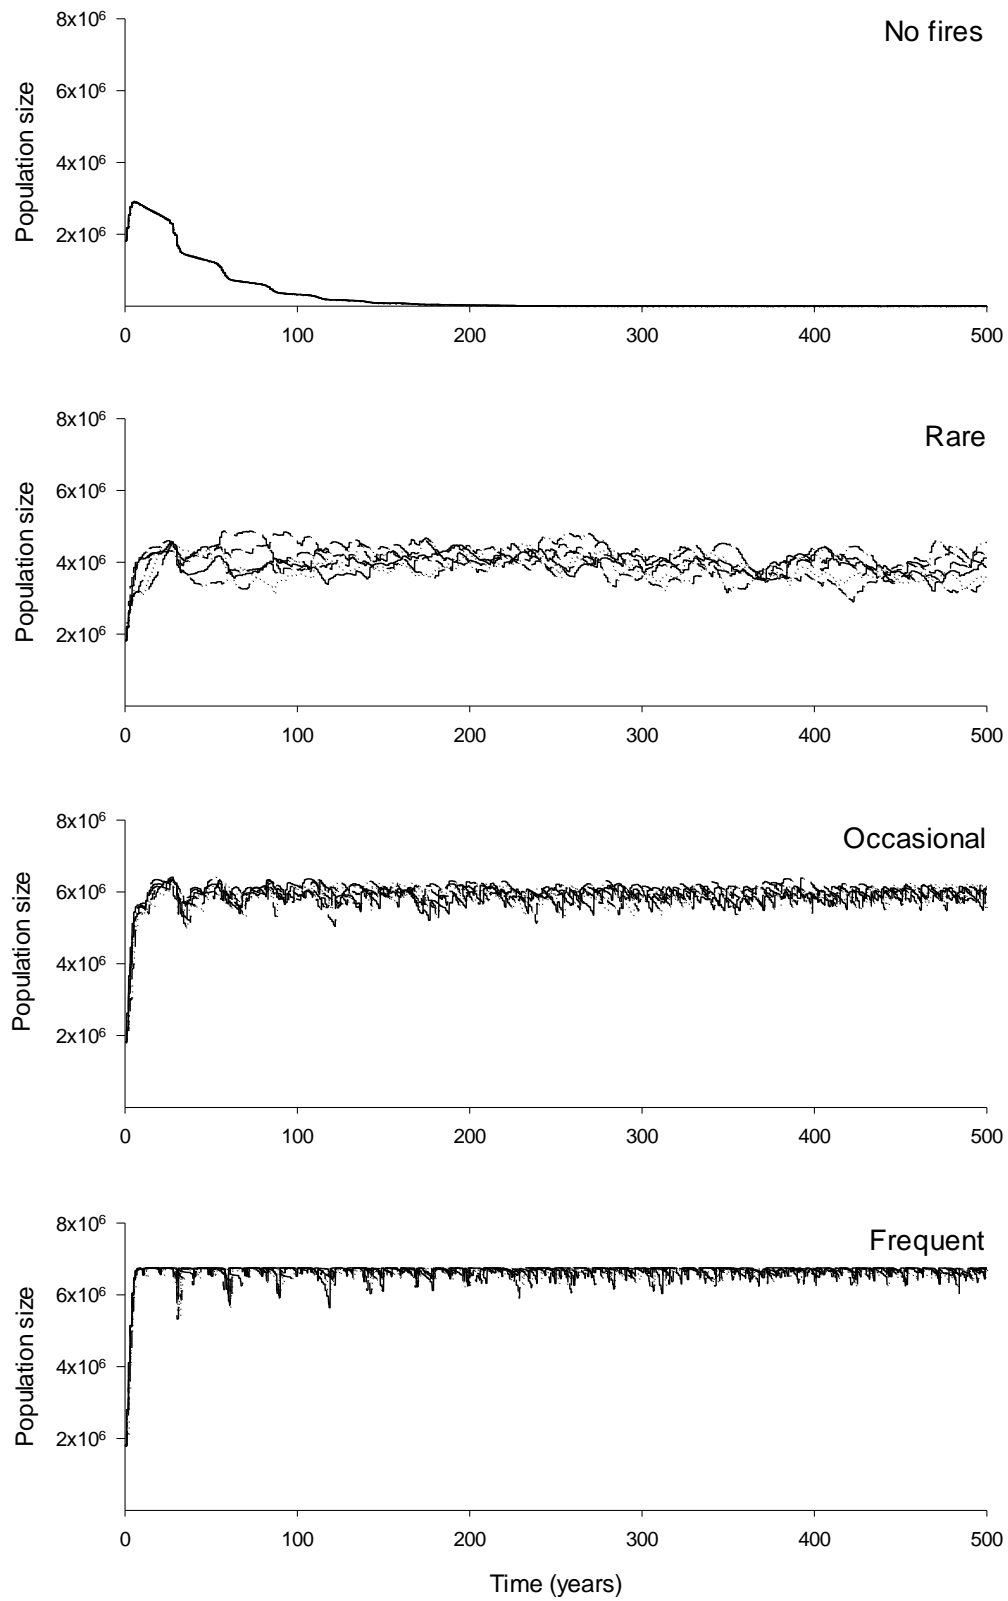 No fires
Population size
8x10⁶
6x10⁶
4x10⁶
2x10⁶
0 100 200 300 400 500
Rare
Population size
8x10⁶
6x10⁶
4x10⁶
2x10⁶
0 100 200 300 400 500
Occasional
Population size
8x10⁶
6x10⁶
4x10⁶
2x10⁶
0 100 200 300 400 500
Frequent
Population size
8x10⁶
6x10⁶
4x10⁶
2x10⁶
0 100 200 300 400 500
Time (years)